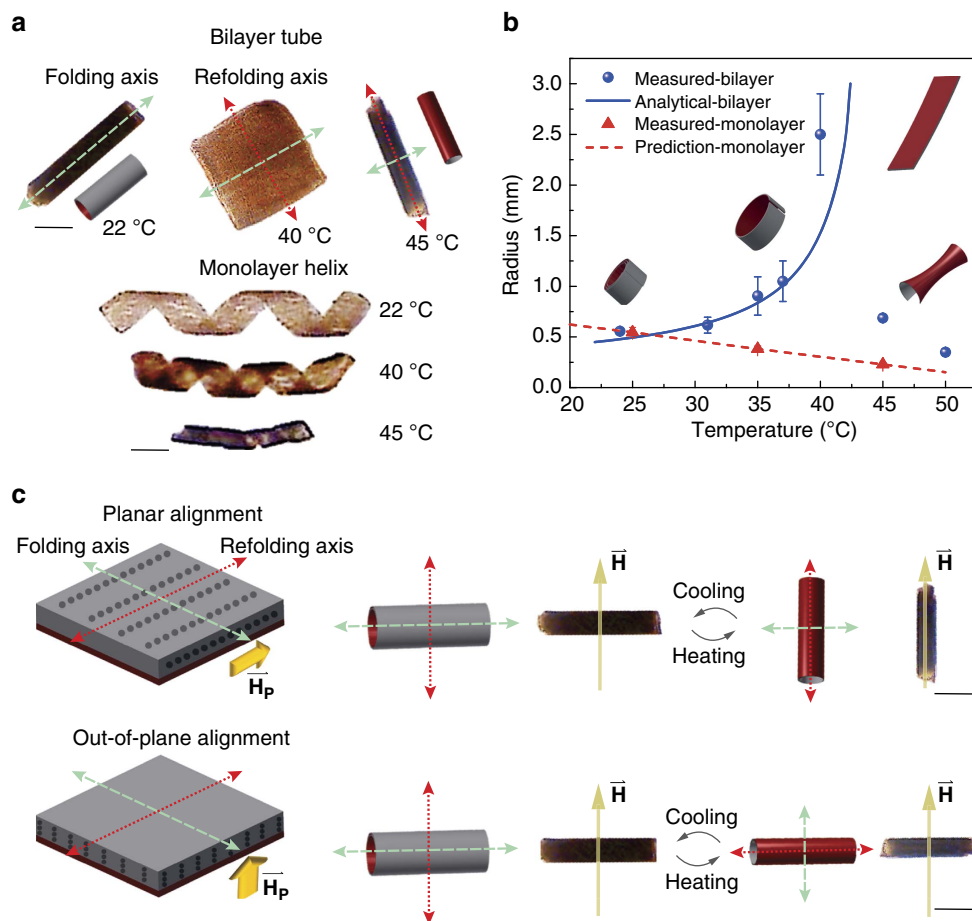 a
Bilayer tube
Folding axis
Refolding axis
22 °C
40 °C
45 °C
Monolayer helix
22 °C
40 °C
45 °C
b
Measured-bilayer
Analytical-bilayer
Measured-monolayer
Prediction-monolayer
3.0
2.5
2.0
1.5
1.0
0.5
0.0
Radius (mm)
20 25 30 35 40 45 50
Temperature (°C)
c
Planar alignment
Folding axis
Refolding axis
H_P
H
Cooling
Heating
H
Out-of-plane alignment
H_P
H
Cooling
Heating
H